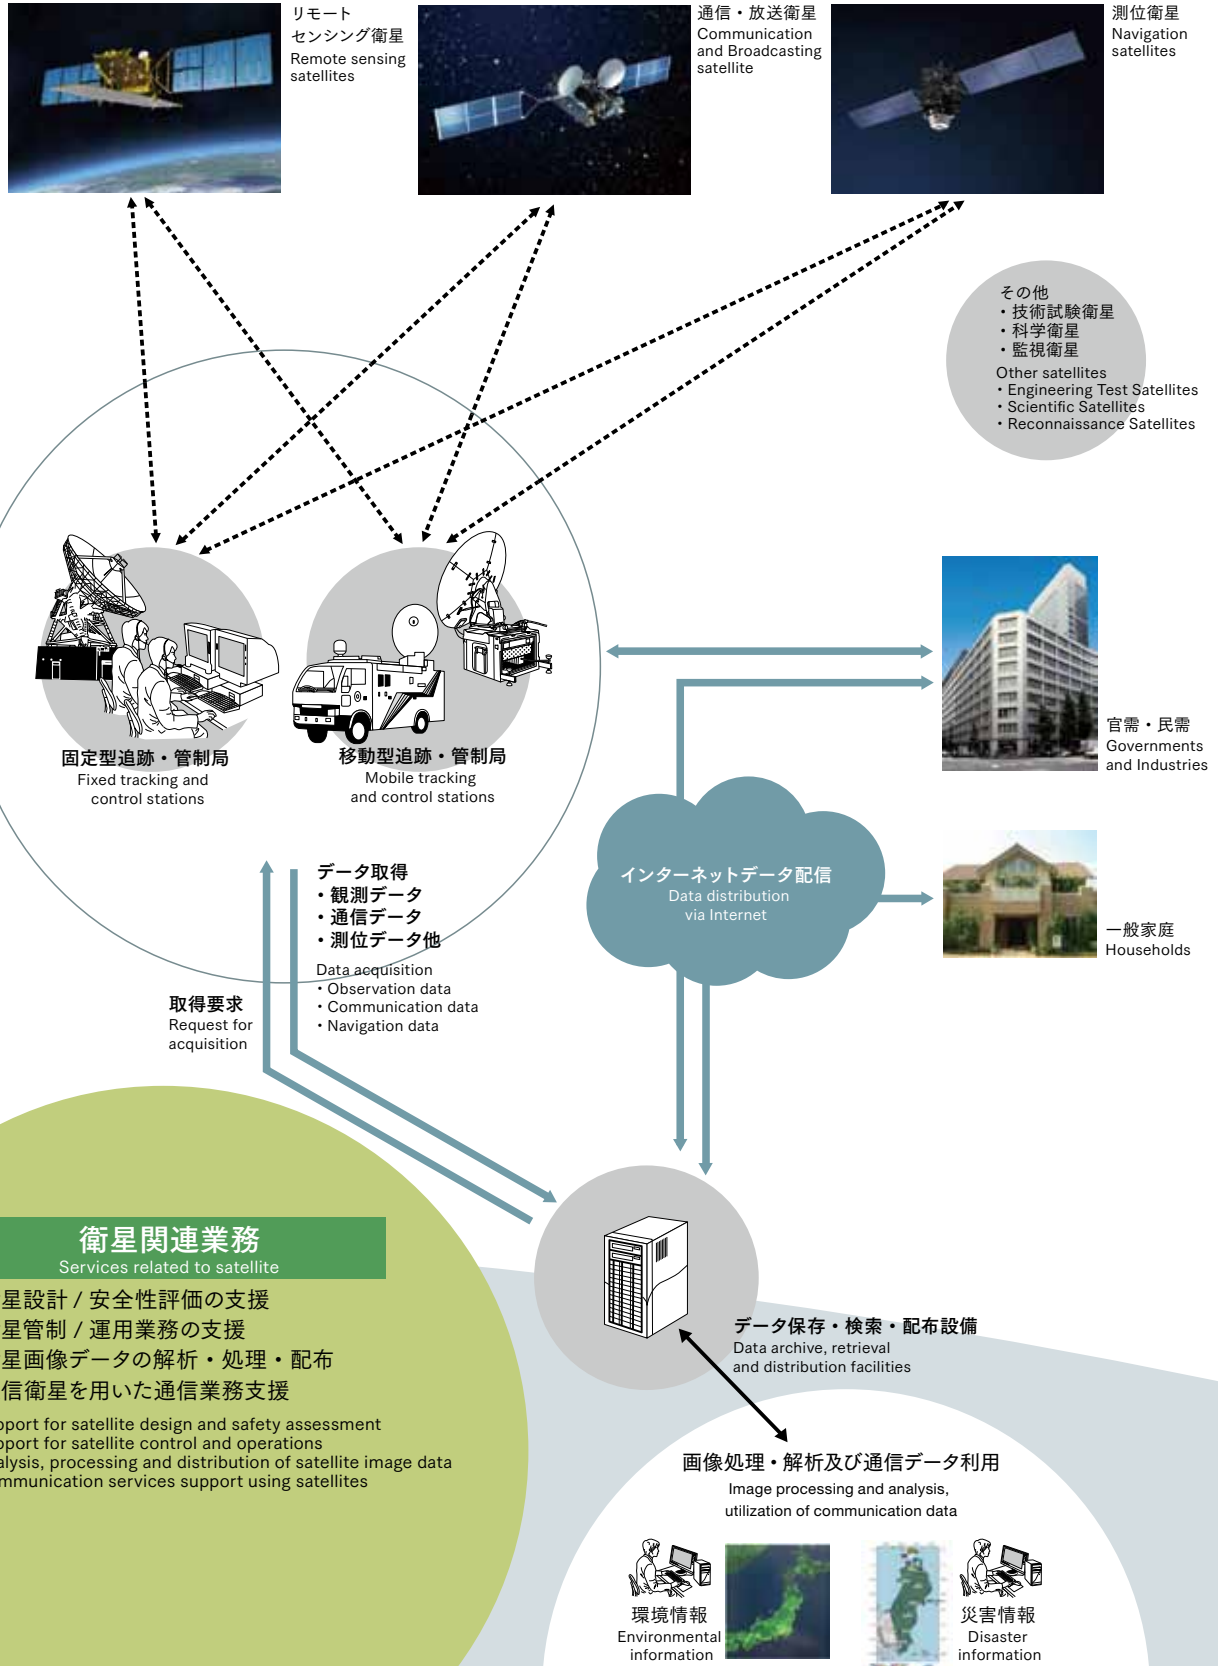 リモート
センシング衛星
Remote sensing
satellites
通信・放送衛星
Communication
and Broadcasting
satellite
測位衛星
Navigation
satellites
その他
・技術試験衛星
・科学衛星
・監視衛星
Other satellites
・Engineering Test Satellites
・Scientific Satellites
・Reconnaissance Satellites
固定型追跡・管制局
Fixed tracking and
control stations
移動型追跡・管制局
Mobile tracking
and control stations
官需・民需
Governments
and Industries
インターネットデータ配信
Data distribution
via Internet
一般家庭
Households
データ取得
・観測データ
・通信データ
・測位データ他
Data acquisition
・Observation data
・Communication data
・Navigation data
取得要求
Request for
acquisition
衛星関連業務
Services related to satellite
星設計 / 安全性評価の支援
星管制 / 運用業務の支援
星画像データの解析・処理・配布
信衛星を用いた通信業務支援
pport for satellite design and safety assessment
pport for satellite control and operations
alysis, processing and distribution of satellite image data
mmunication services support using satellites
データ保存・検索・配布設備
Data archive, retrieval
and distribution facilities
画像処理・解析及び通信データ利用
Image processing and analysis,
utilization of communication data
環境情報
Environmental
information
災害情報
Disaster
information